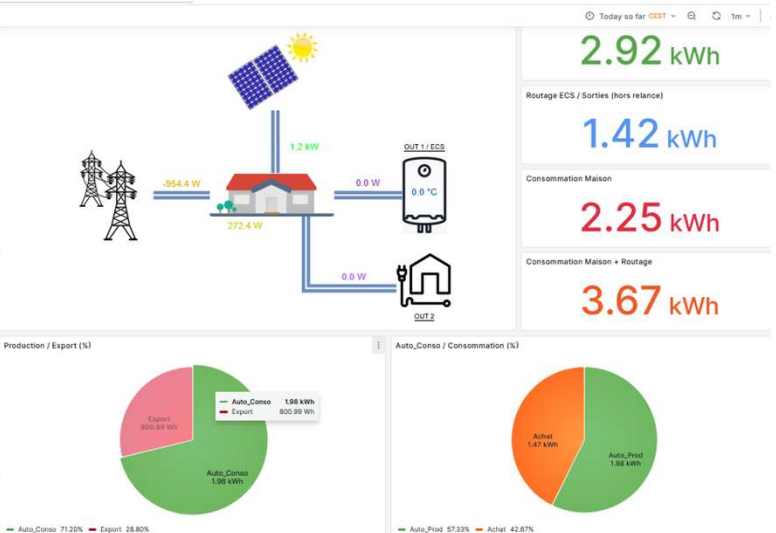 Today so far CEST
1m
2.92 kWh
Routage ECS / Sorties (hors relance)
1.42 kWh
Consommation Maison
2.25 kWh
Consommation Maison + Routage
3.67 kWh
1.2 kW
OUT 1 / ECS
-954.4 W
0.0 W
0.0 °C
272.4 W
0.0 W
OUT 2
Production / Export (%)
Export
800.99 Wh
Auto_Conso 1.98 kWh
Export 800.99 Wh
Auto_Conso
1.98 kWh
Auto_Conso 71.20% Export 28.80%
Auto_Conso / Consommation (%)
Achat
1.47 kWh
Auto_Prod
1.98 kWh
Auto_Prod 57.33% Achat 42.67%